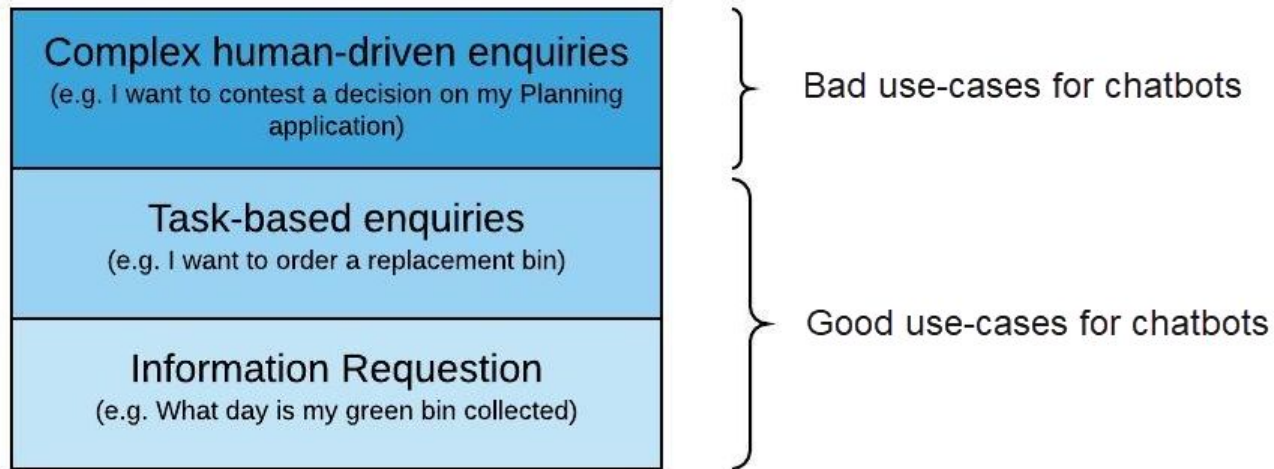 Complex human-driven enquiries
(e.g. I want to contest a decision on my Planning
application)
Bad use-cases for chatbots
Task-based enquiries
(e.g. I want to order a replacement bin)
Good use-cases for chatbots
Information Requestion
(e.g. What day is my green bin collected)